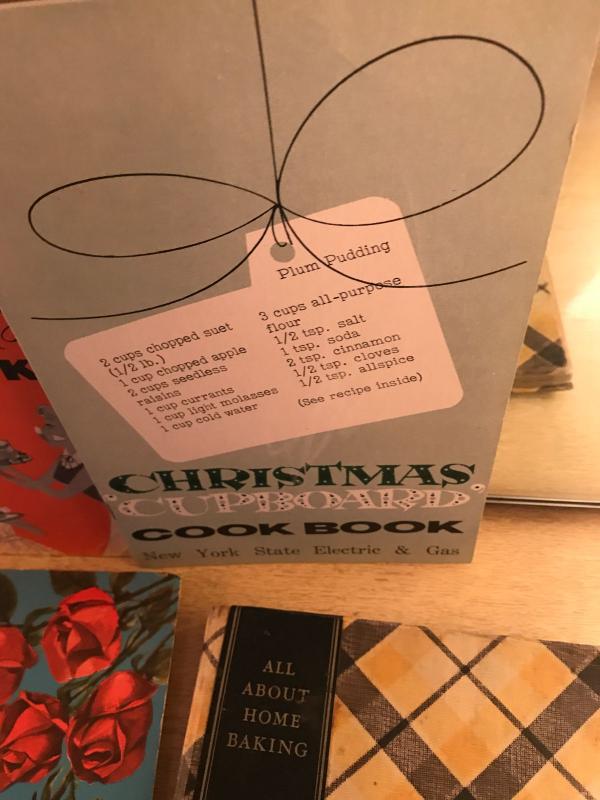 Plum Pudding
2 cups chopped suet
(1/2 lb.)
1 cup chopped apple
2 cups seedless
raisins
1 cup currants
1 cup light molasses
1 cup cold water
3 cups all-purpose
flour
1/2 tsp. salt
1 tsp. soda
2 tsp. cinnamon
1/2 tsp. cloves
1/2 tsp. allspice
(See recipe inside)
CHRISTMAS
CUPBOARD
COOK BOOK
New York State Electric & Gas
K
ALL
ABOUT
HOME
BAKING